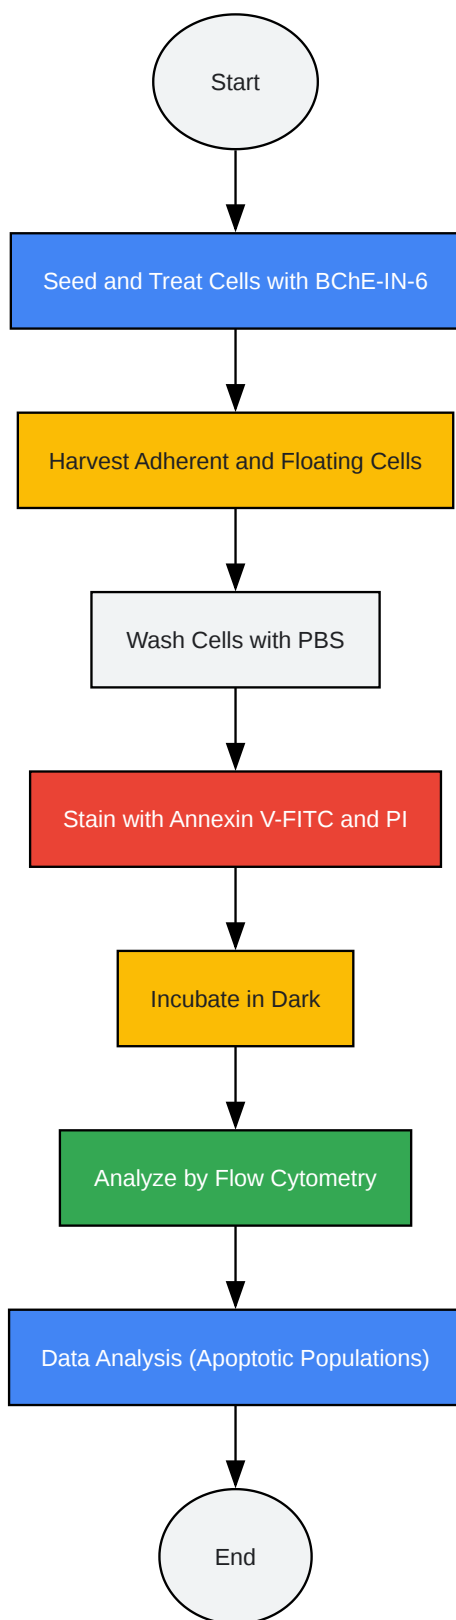 Start
Seed and Treat Cells with BChE-IN-6
Harvest Adherent and Floating Cells
Wash Cells with PBS
Stain with Annexin V-FITC and PI
Incubate in Dark
Analyze by Flow Cytometry
Data Analysis (Apoptotic Populations)
End